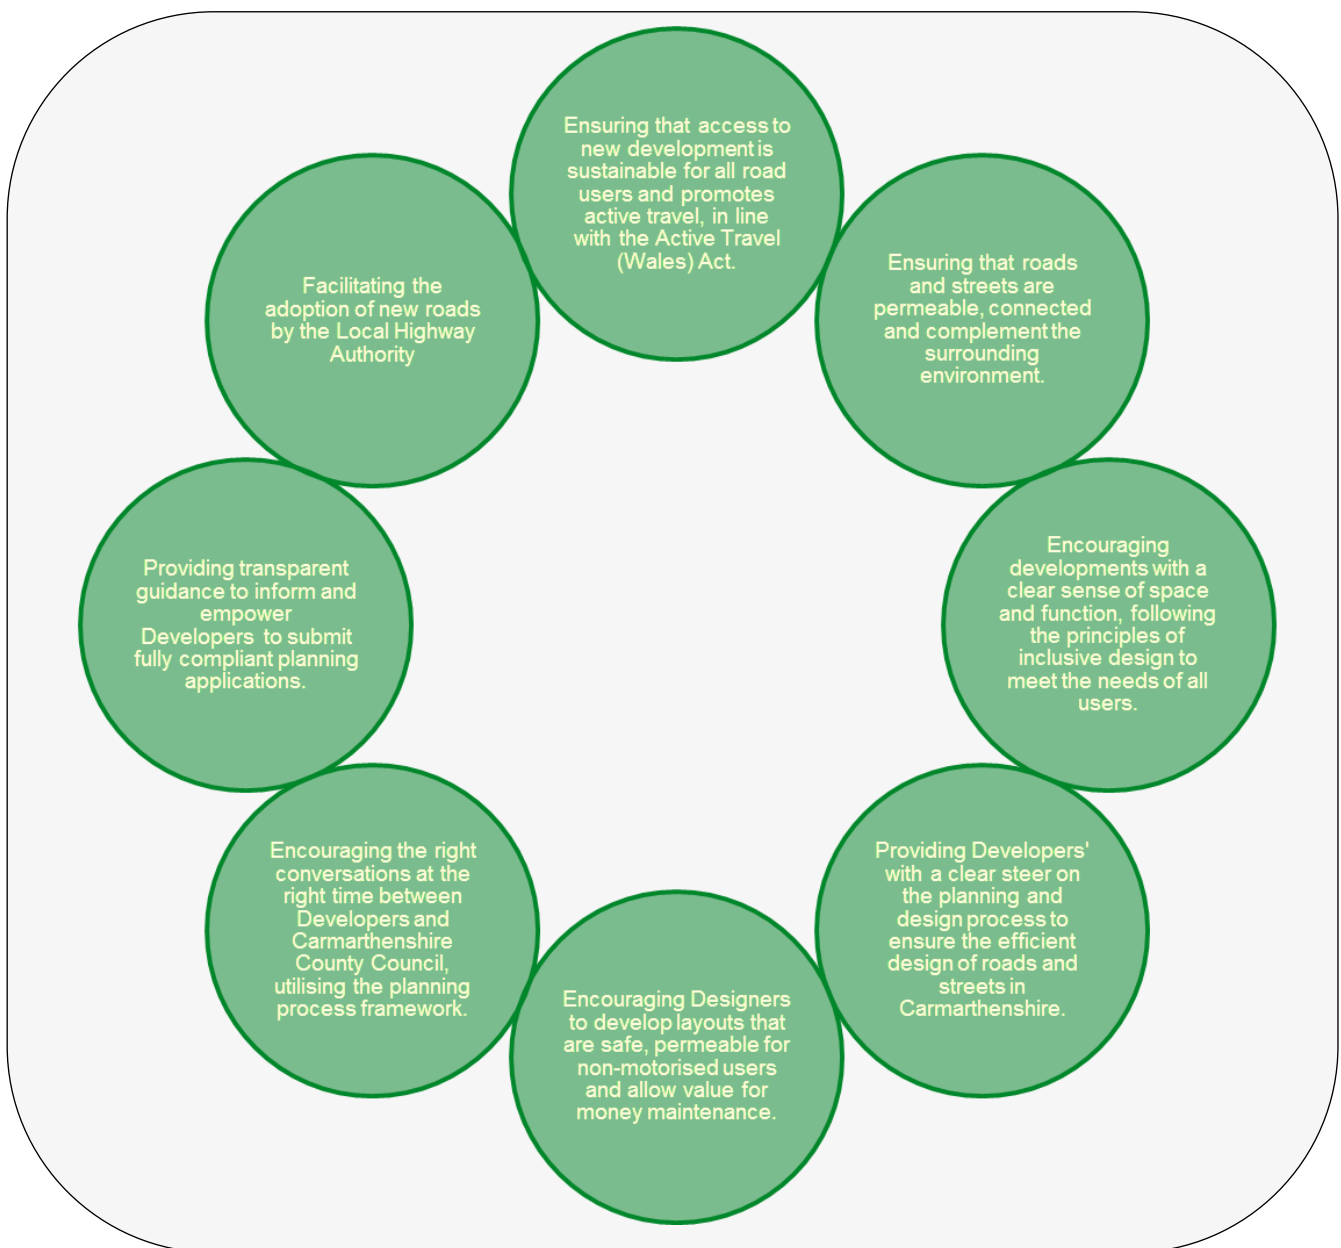 Ensuring that access to
new development is
sustainable for all road
users and promotes
active travel, in line
with the Active Travel
(Wales) Act.
Ensuring that roads
and streets are
permeable, connected
and complement the
surrounding
environment.
Encouraging
developments with a
clear sense of space
and function, following
the principles of
inclusive design to
meet the needs of all
users.
Providing Developers'
with a clear steer on
the planning and
design process to
ensure the efficient
design of roads and
streets in
Carmarthenshire.
Encouraging Designers
to develop layouts that
are safe, permeable for
non-motorised users
and allow value for
money maintenance.
Encouraging the right
conversations at the
right time between
Developers and
Carmarthenshire
County Council,
utilising the planning
process framework.
Providing transparent
guidance to inform and
empower
Developers to submit
fully compliant planning
applications.
Facilitating the
adoption of new roads
by the Local Highway
Authority